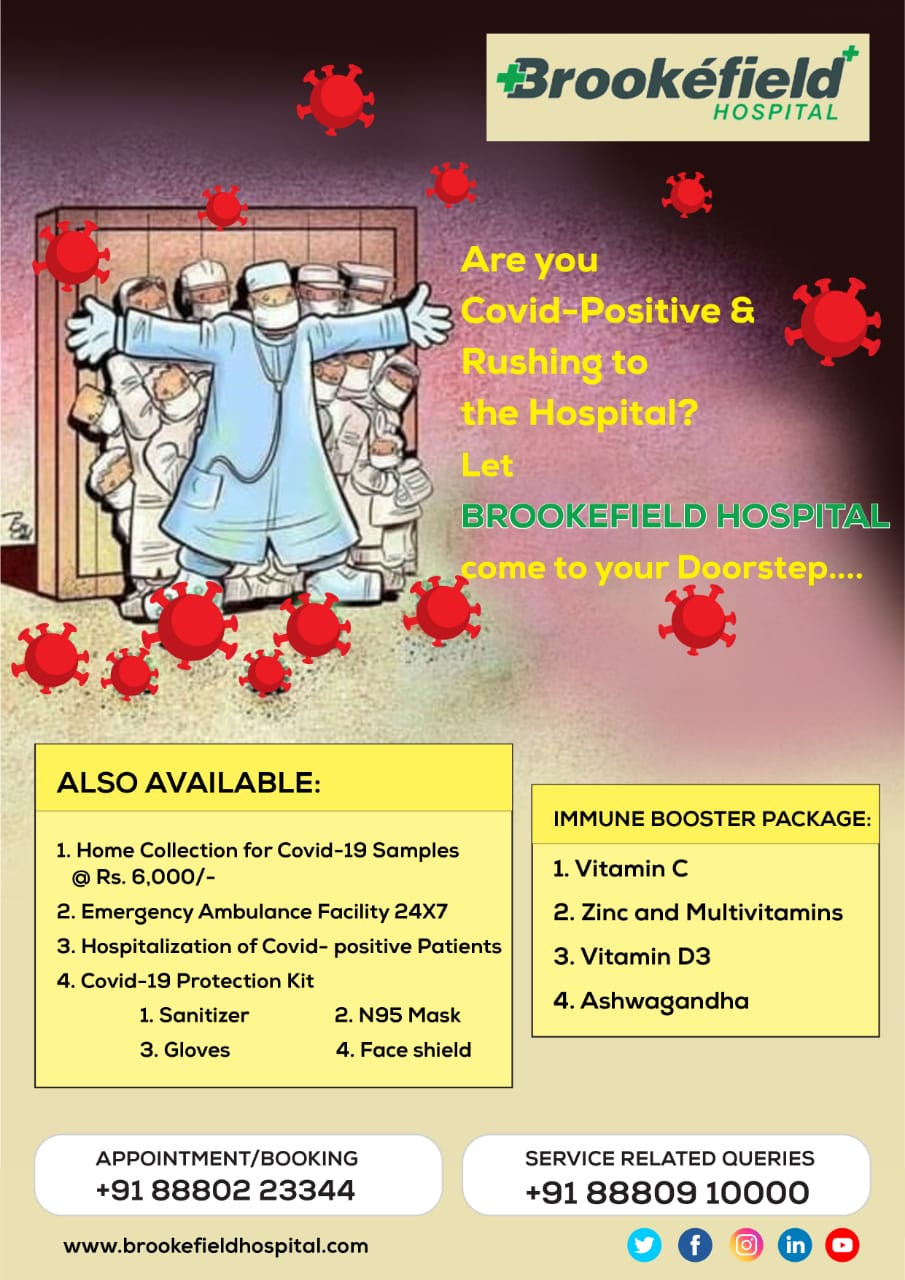 Brookéfield
HOSPITAL
Are you
Covid-Positive &
Rushing to
the Hospital?
Let
BROOKEFIELD HOSPITAL
come to your Doorstep....
ALSO AVAILABLE:
1. Home Collection for Covid-19 Samples
@ Rs. 6,000/-
2. Emergency Ambulance Facility 24X7
3. Hospitalization of Covid- positive Patients
4. Covid-19 Protection Kit
1. Sanitizer 2. N95 Mask
3. Gloves 4. Face shield
IMMUNE BOOSTER PACKAGE:
1. Vitamin C
2. Zinc and Multivitamins
3. Vitamin D3
4. Ashwagandha
APPOINTMENT/BOOKING
+91 88802 23344
SERVICE RELATED QUERIES
+91 88809 10000
www.brookefieldhospital.com